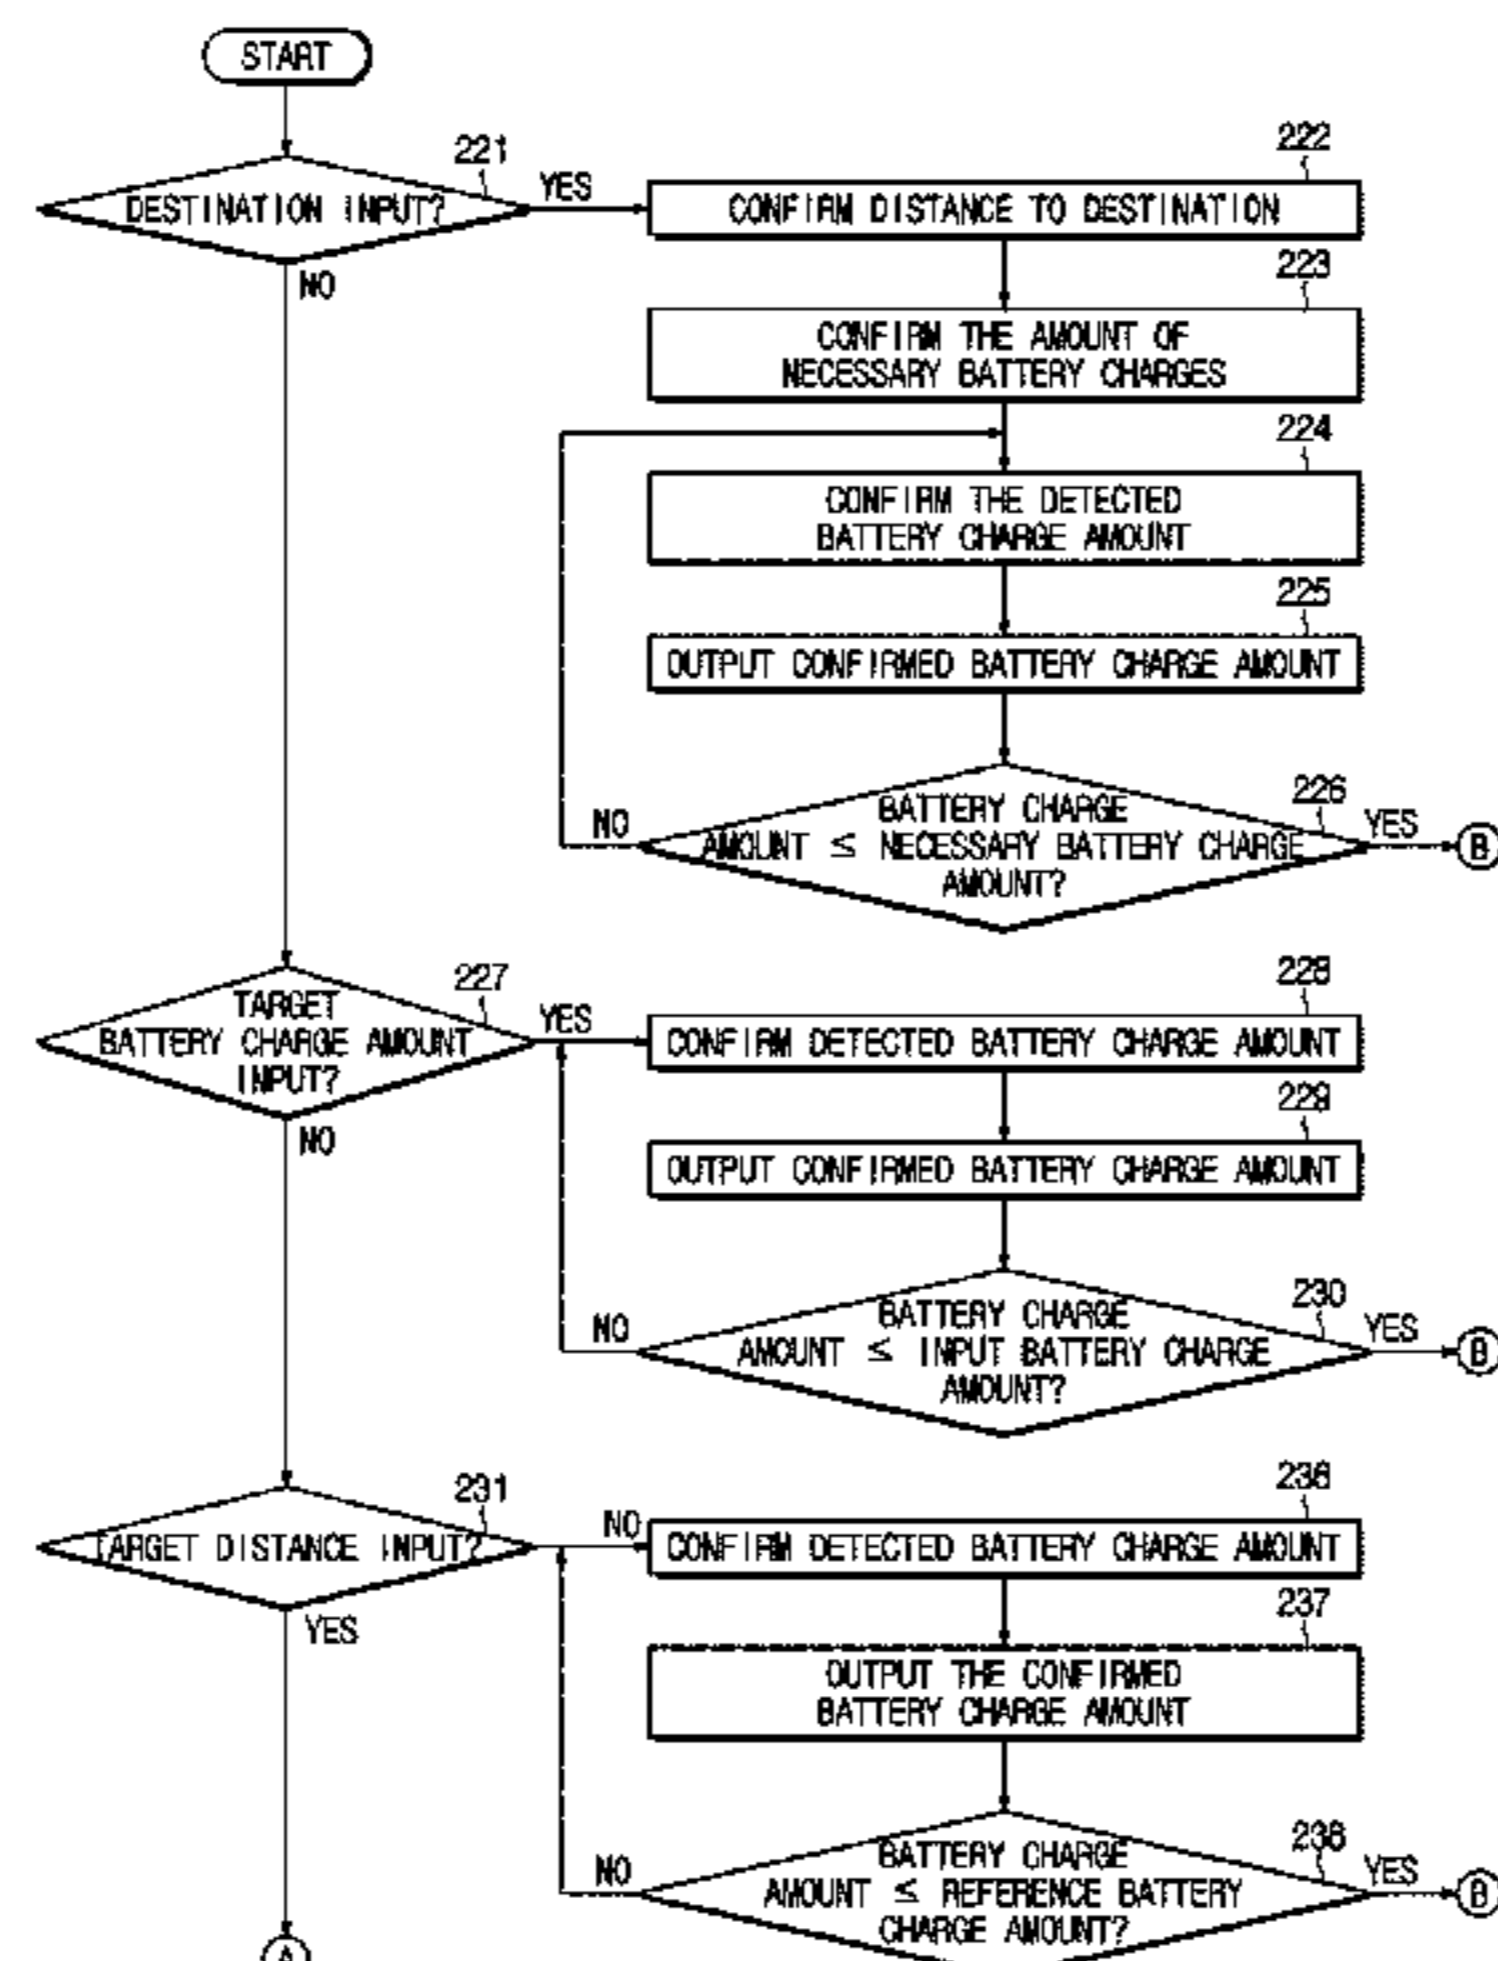 START
221
DESTINATION INPUT?
YES
NO
222
CONFIRM DISTANCE TO DESTINATION
223
CONFIRM THE AMOUNT OF
NECESSARY BATTERY CHARGES
224
CONFIRM THE DETECTED
BATTERY CHARGE AMOUNT
225
OUTPUT CONFIRMED BATTERY CHARGE AMOUNT
226
BATTERY CHARGE
AMOUNT ≤ NECESSARY BATTERY CHARGE
AMOUNT?
NO
YES
B
227
TARGET
BATTERY CHARGE AMOUNT
INPUT?
YES
NO
228
CONFIRM DETECTED BATTERY CHARGE AMOUNT
229
OUTPUT CONFIRMED BATTERY CHARGE AMOUNT
230
BATTERY CHARGE
AMOUNT ≤ INPUT BATTERY CHARGE
AMOUNT?
NO
YES
B
231
TARGET DISTANCE INPUT?
NO
YES
236
CONFIRM DETECTED BATTERY CHARGE AMOUNT
237
OUTPUT THE CONFIRMED
BATTERY CHARGE AMOUNT
238
BATTERY CHARGE
AMOUNT ≤ REFERENCE BATTERY
CHARGE AMOUNT?
NO
YES
B
A